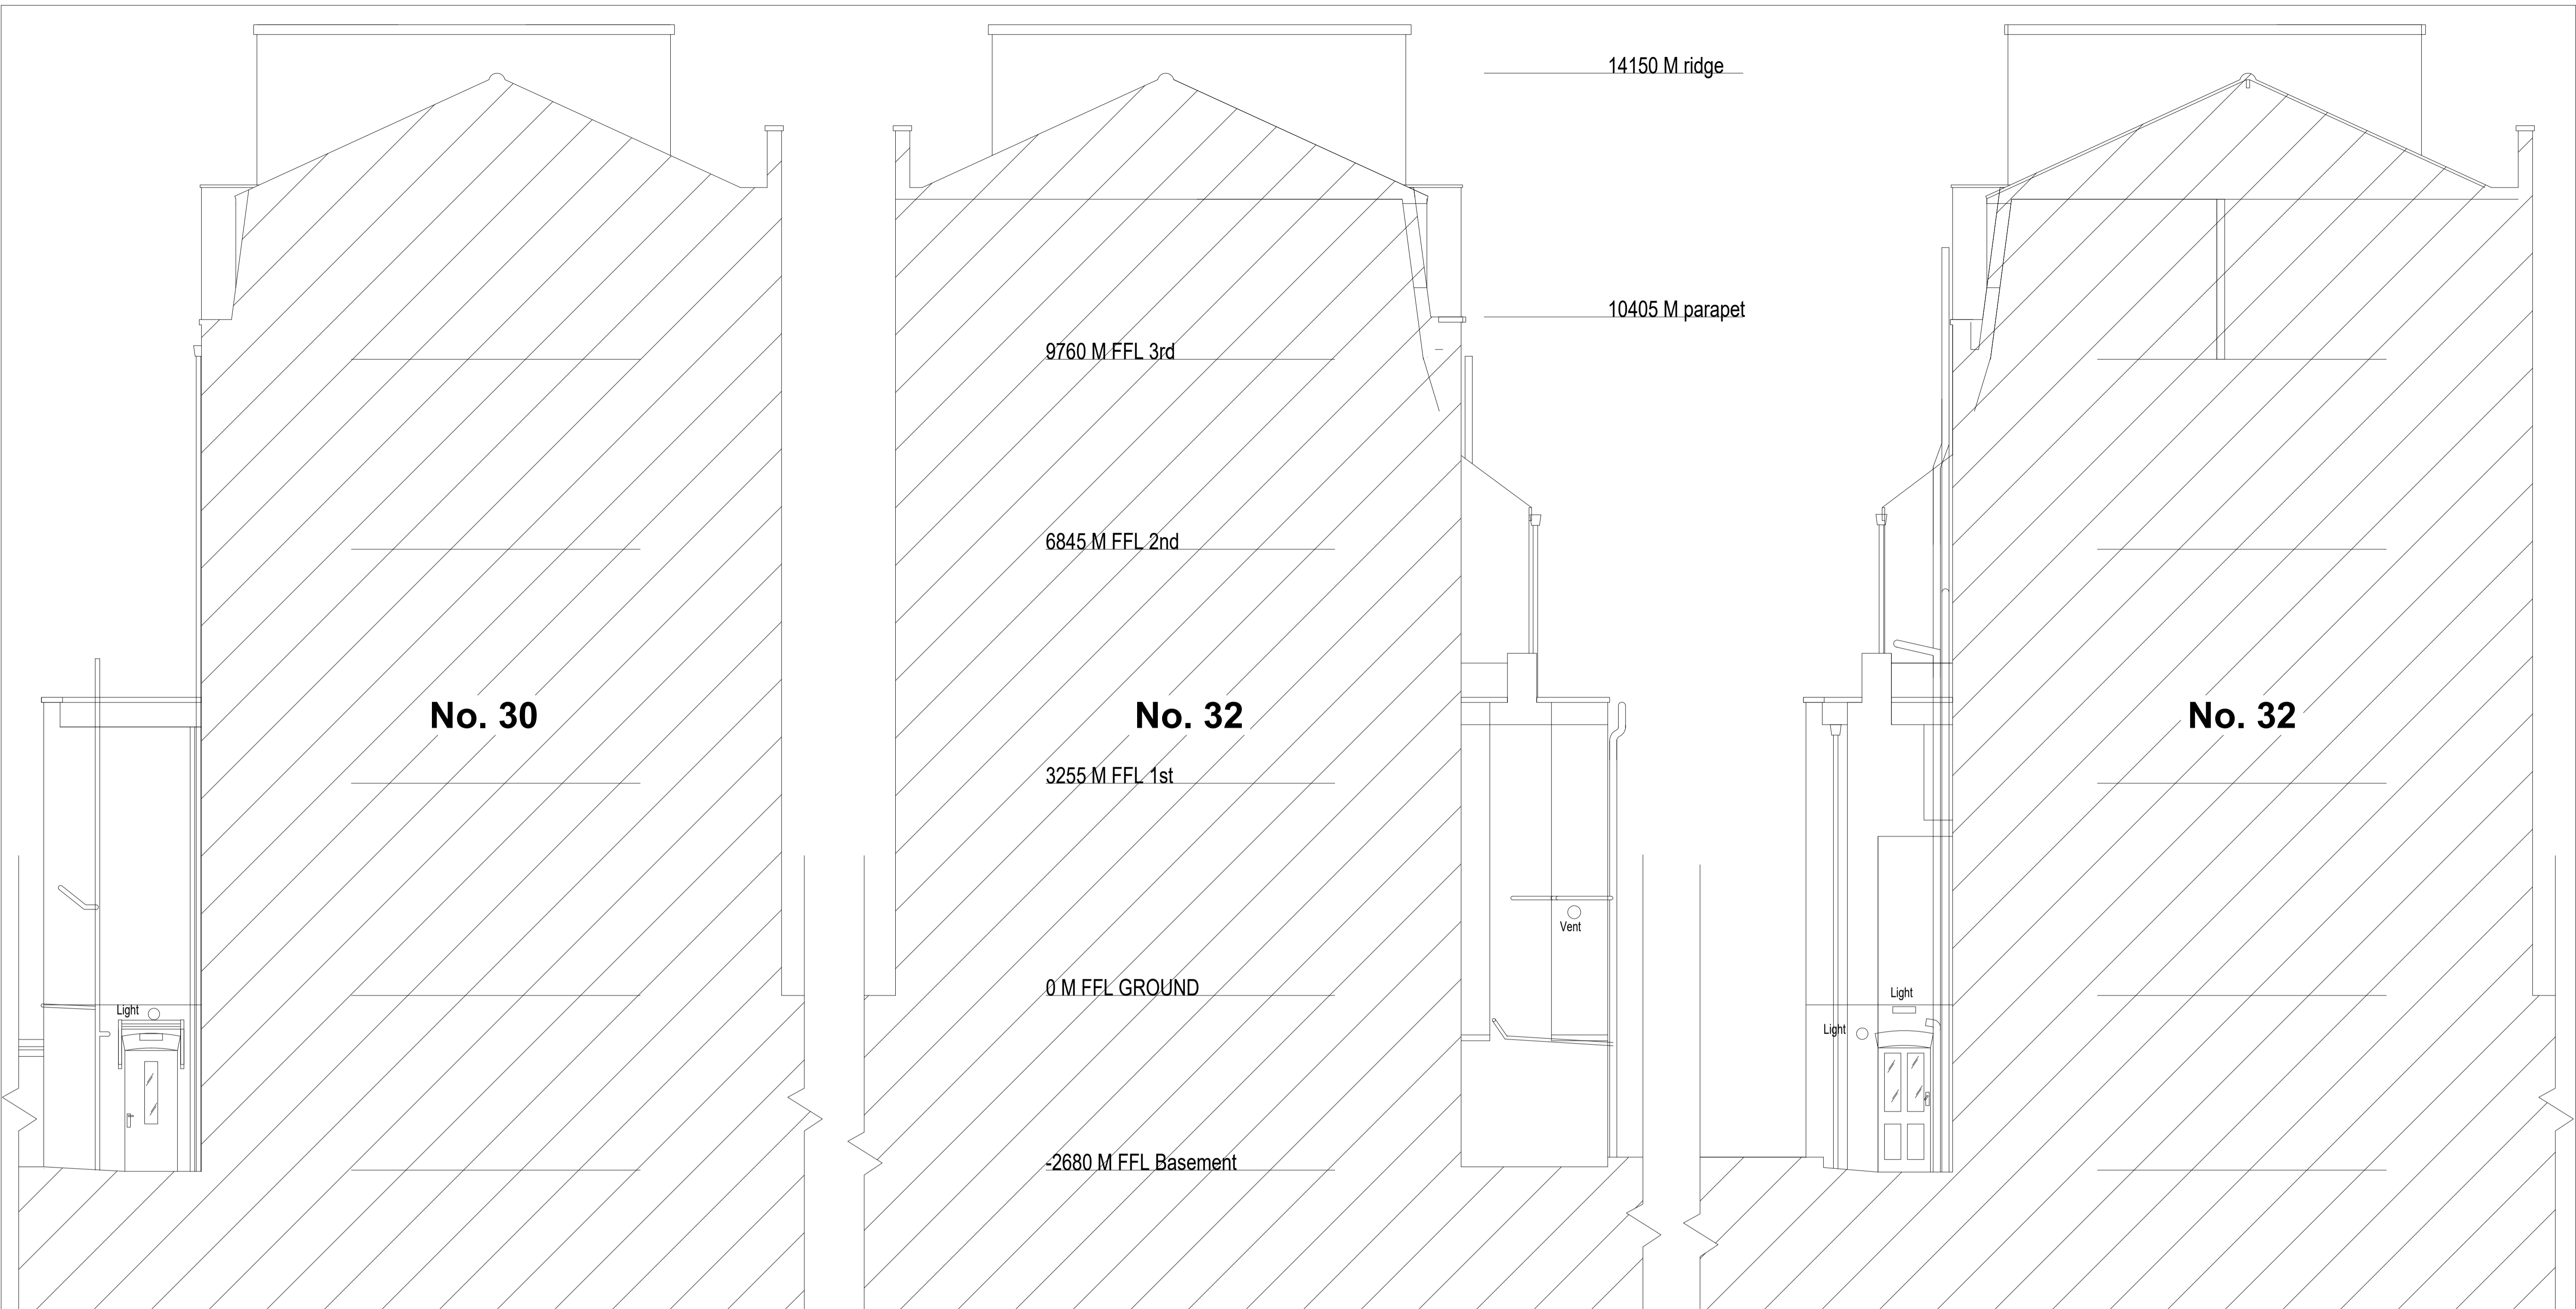 14150 M ridge
10405 M parapet
9760 M FFL 3rd
6845 M FFL 2nd
No. 30
No. 32
No. 32
3255 M FFL 1st
Vent
0 M FFL GROUND
Light
Light
Light
-2680 M FFL Basement